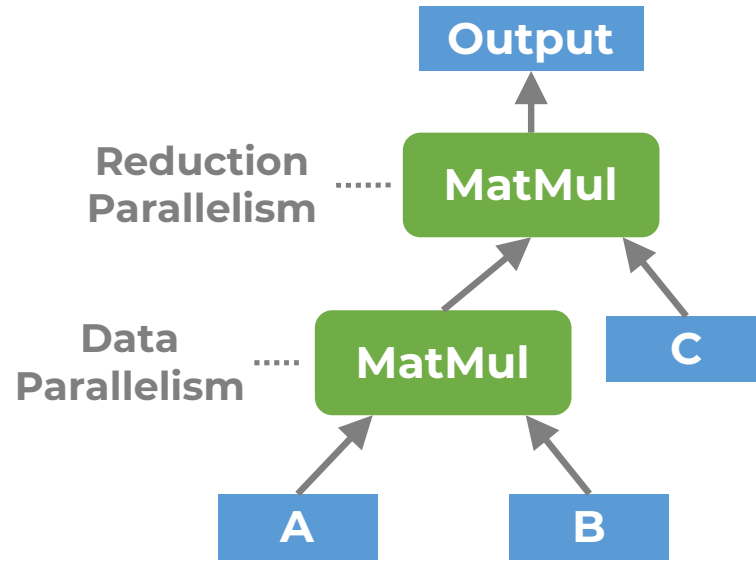 Output
Reduction
Parallelism
MatMul
Data
Parallelism
MatMul
C
A
B